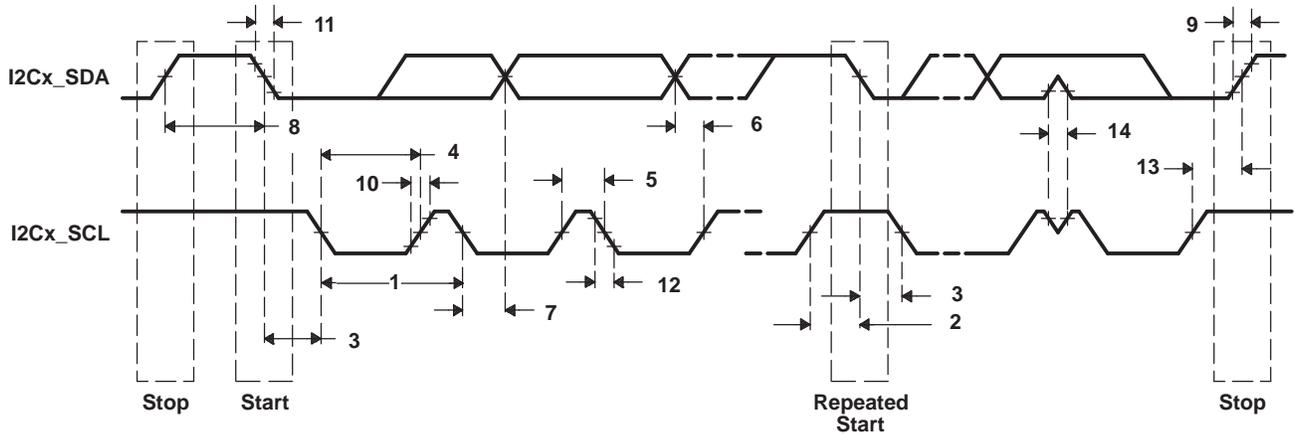 11
9
I2Cx_SDA
8
6
14
4
10
5
13
I2Cx_SCL
1
12
7
3
3
2
Stop
Start
Repeated
Start
Stop